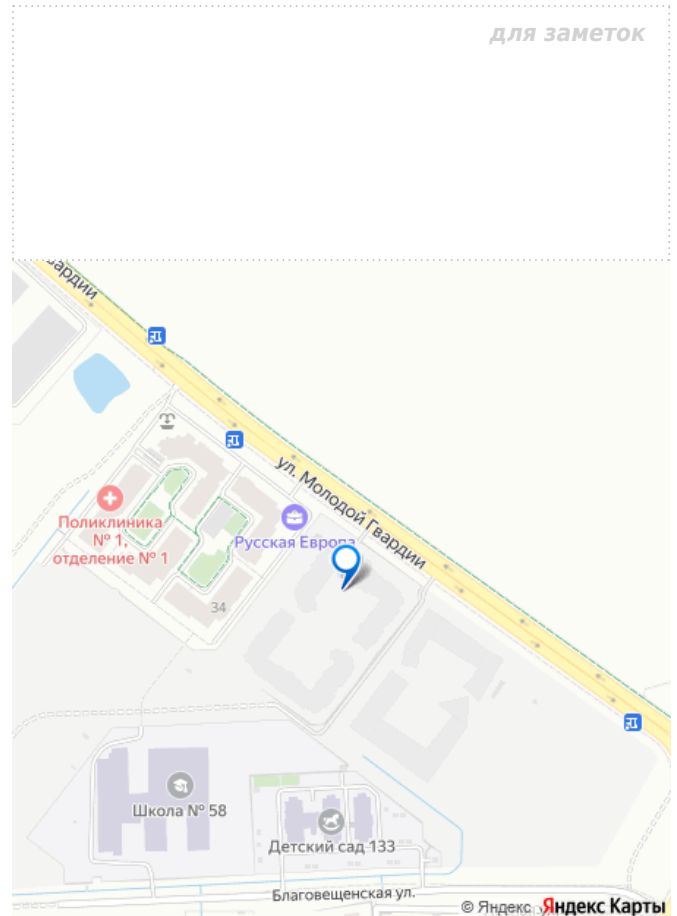 для заметок
вардии
ул. Молодой Гвардии
Поликлиника
№ 1,
отделение № 1
Русская Европа
34
Школа № 58
Детский сад 133
Благовещенская ул.
© Яндекс Яндекс Карты